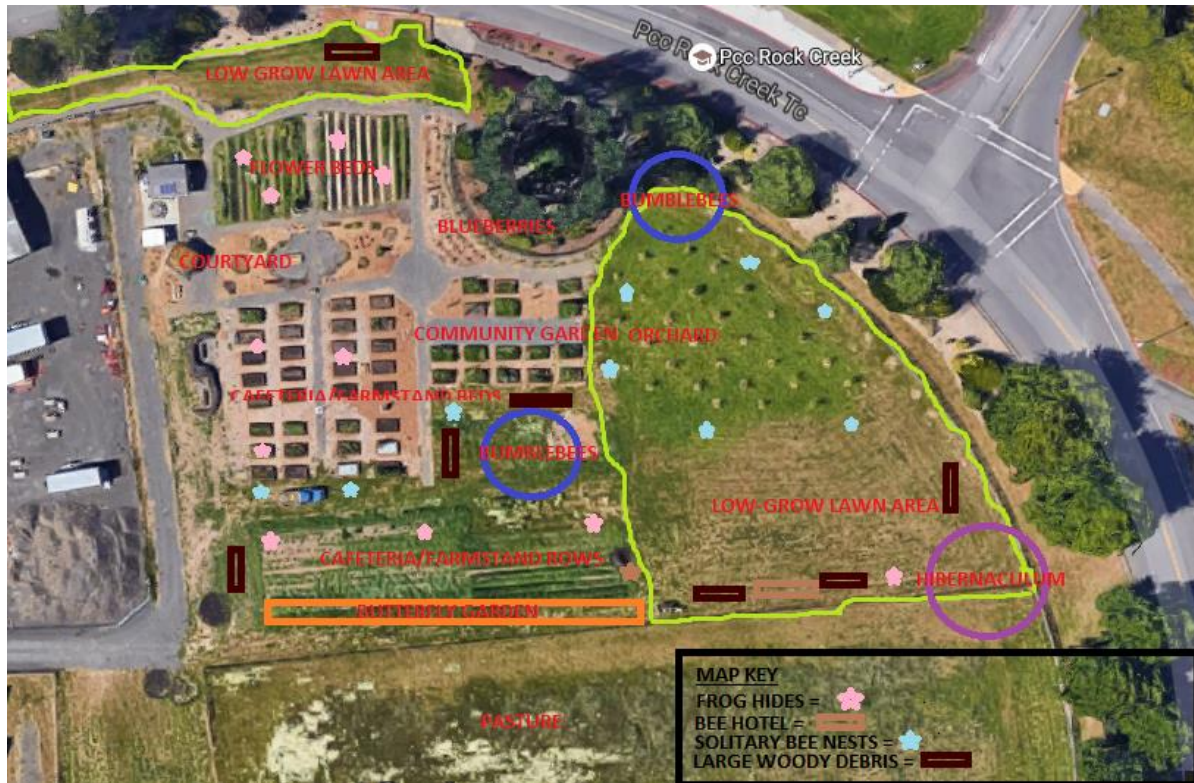 Pcc Rock Creek
Pcc Rock Creek Tc
LOW GROW LAWN AREA
FLOWER BEDS
BUMBLEBEES
BLUEBERRIES
COURTYARD
COMMUNITY GARDEN
ORCHARD
CAFETERIA/FARMSTAND BEDS
BUMBLEBEES
LOW-GROW LAWN AREA
CAFETERIA/FARMSTAND ROWS
HIBERNACULUM
BUTTERFLY GARDEN
PASTURE
MAP KEY
FROG HIDES =
BEE HOTEL =
SOLITARY BEE NESTS =
LARGE WOODY DEBRIS =